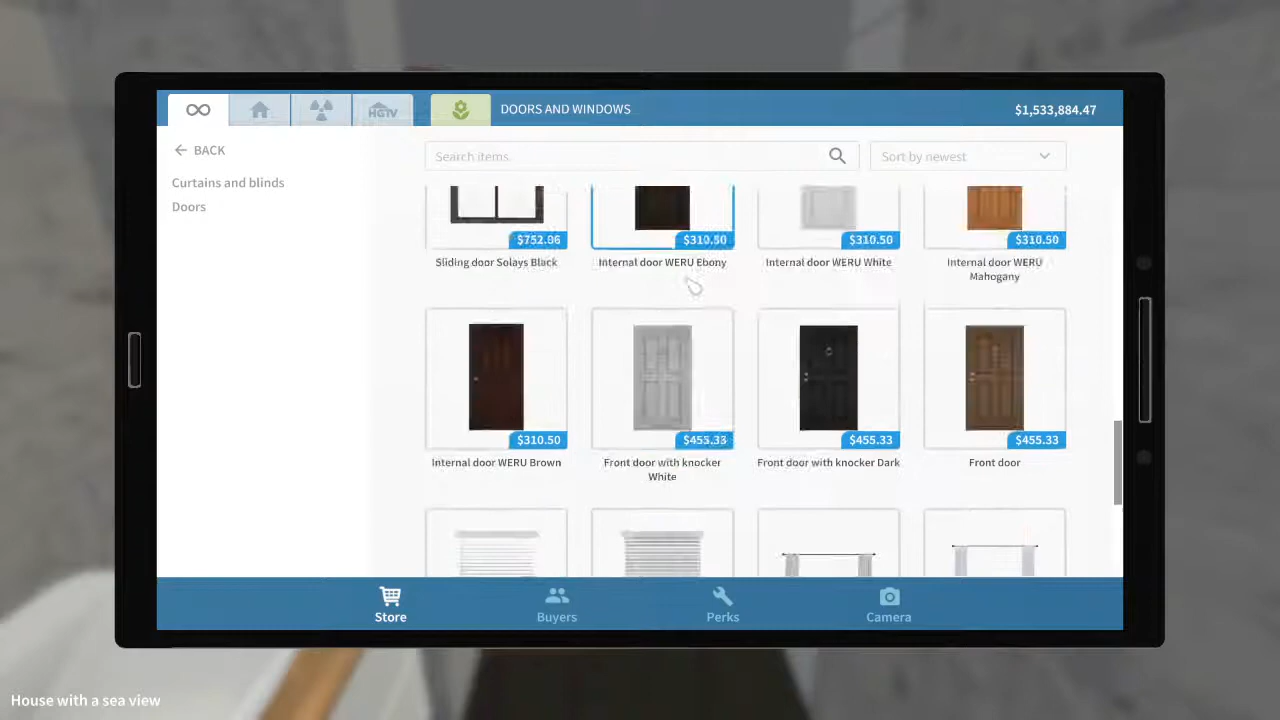 HGTV
DOORS AND WINDOWS
$1,533,884.47
BACK
Search items.
Sort by newest
Curtains and blinds
Doors
$752.06
$310.50
$310.50
$310.50
Sliding door Solays Black
Internal door WERU Ebony
Internal door WERU White
Internal door WERU
Mahogany
$310.50
$455.33
$455.33
$455.33
Internal door WERU Brown
Front door with knocker
White
Front door with knocker Dark
Front door
Store
Buyers
Perks
Camera
House with a sea view